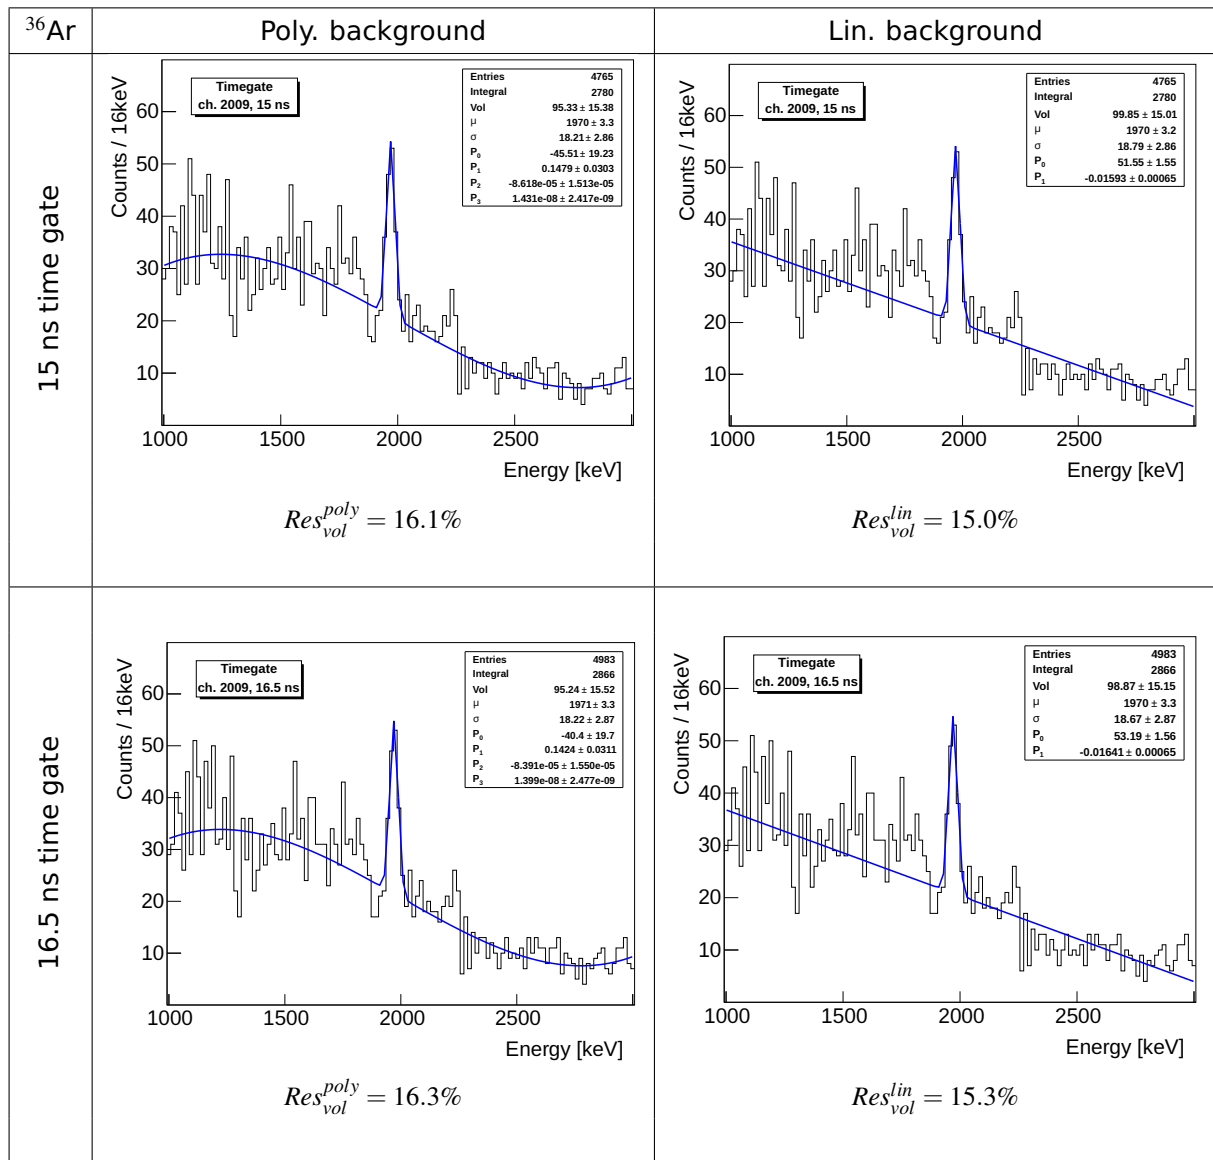 ³⁶Ar
Poly. background
Lin. background
15 ns time gate
Counts / 16keV
Timegate
ch. 2009, 15 ns
Entries 4765
Integral 2780
Vol 95.33 ± 15.38
μ 1970 ± 3.3
σ 18.21 ± 2.86
P₀ -45.51 ± 19.23
P₁ 0.1479 ± 0.0303
P₂ -8.618e-05 ± 1.513e-05
P₃ 1.431e-08 ± 2.417e-09
60
50
40
30
20
10
1000 1500 2000 2500
Energy [keV]
Res^{poly}_{vol} = 16.1%
Counts / 16keV
Timegate
ch. 2009, 15 ns
Entries 4765
Integral 2780
Vol 99.85 ± 15.01
μ 1970 ± 3.2
σ 18.79 ± 2.86
P₀ 51.55 ± 1.55
P₁ -0.01593 ± 0.00065
60
50
40
30
20
10
1000 1500 2000 2500
Energy [keV]
Res^{lin}_{vol} = 15.0%
16.5 ns time gate
Counts / 16keV
Timegate
ch. 2009, 16.5 ns
Entries 4983
Integral 2866
Vol 95.24 ± 15.52
μ 1971 ± 3.3
σ 18.22 ± 2.87
P₀ -40.4 ± 19.7
P₁ 0.1424 ± 0.0311
P₂ -8.391e-05 ± 1.550e-05
P₃ 1.399e-08 ± 2.477e-09
60
50
40
30
20
10
1000 1500 2000 2500
Energy [keV]
Res^{poly}_{vol} = 16.3%
Counts / 16keV
Timegate
ch. 2009, 16.5 ns
Entries 4983
Integral 2866
Vol 98.87 ± 15.15
μ 1970 ± 3.3
σ 18.67 ± 2.87
P₀ 53.19 ± 1.56
P₁ -0.01641 ± 0.00065
60
50
40
30
20
10
1000 1500 2000 2500
Energy [keV]
Res^{lin}_{vol} = 15.3%